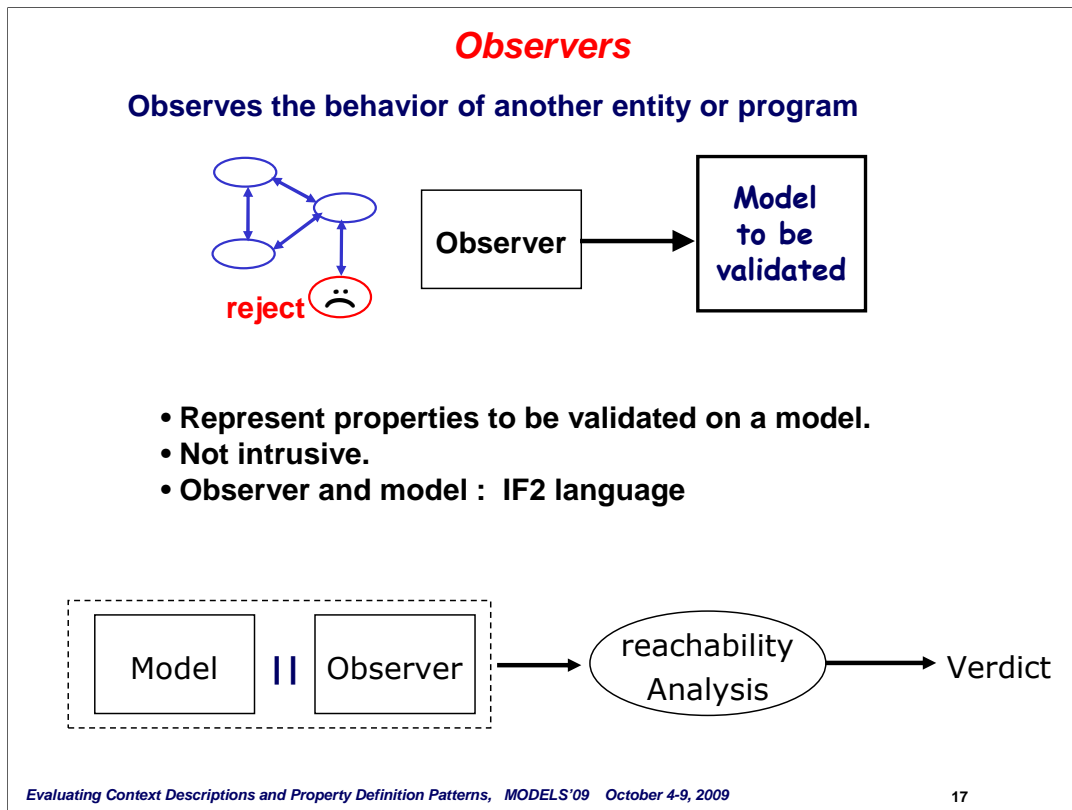 Observers
Observes the behavior of another entity or program
Observer
Model
to be
validated
reject
• Represent properties to be validated on a model.
• Not intrusive.
• Observer and model : IF2 language
Model || Observer
reachability
Analysis
Verdict
Evaluating Context Descriptions and Property Definition Patterns, MODELS'09 October 4-9, 2009 17